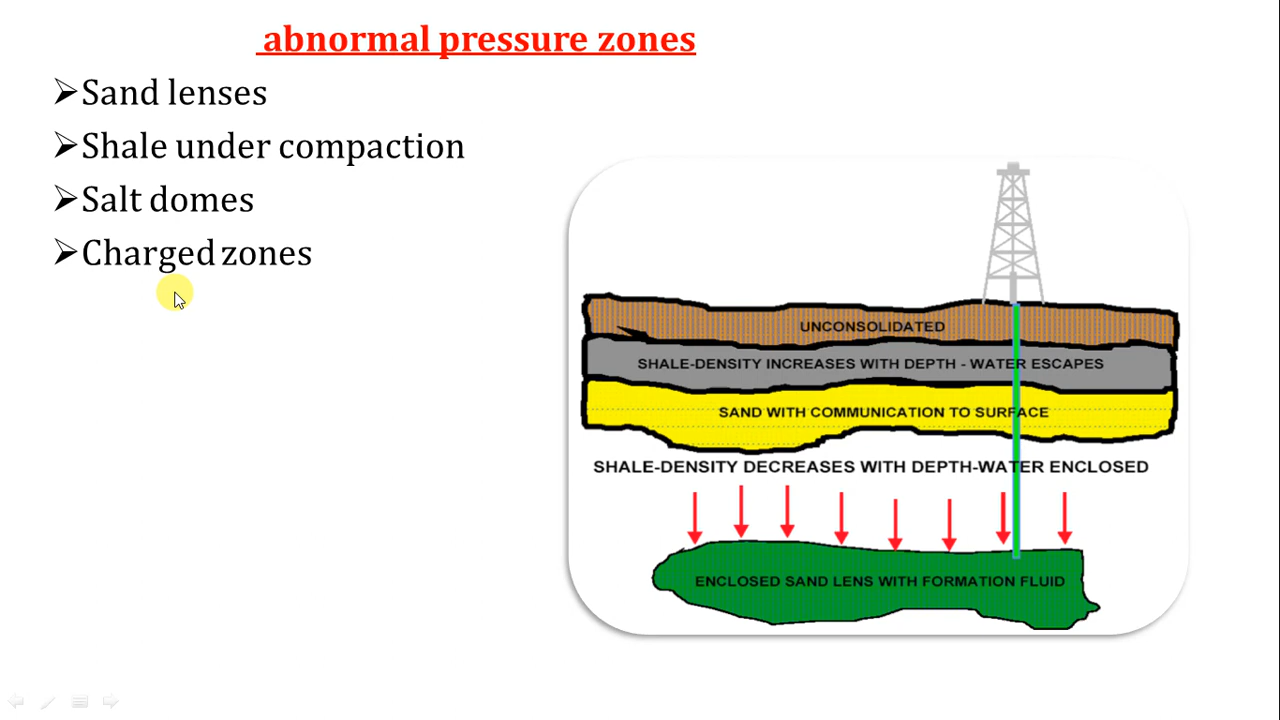 abnormal pressure zones
➢Sand lenses
➢Shale under compaction
➢Salt domes
➢Charged zones
UNCONSOLIDATED
SHALE-DENSITY INCREASES WITH DEPTH - WATER ESCAPES
SAND WITH COMMUNICATION TO SURFACE
SHALE-DENSITY DECREASES WITH DEPTH-WATER ENCLOSED
ENCLOSED SAND LENS WITH FORMATION FLUID